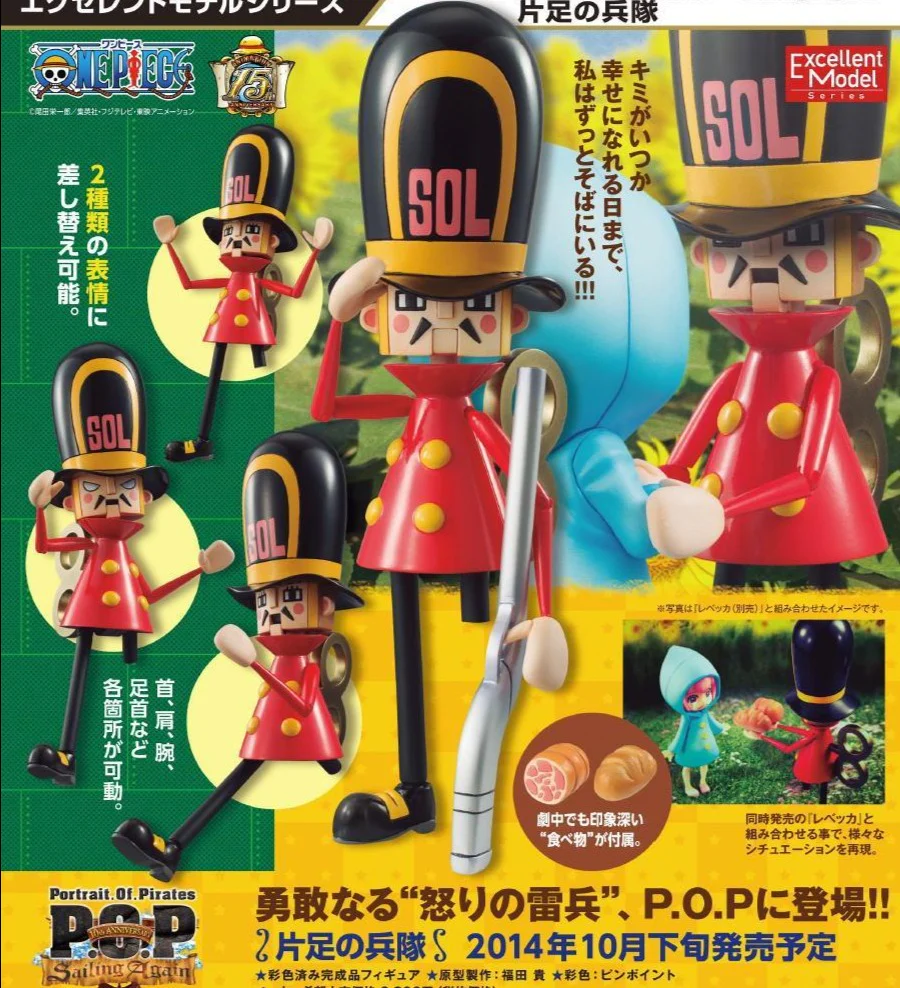 エクセレントモデルシリーズ
片足の兵隊
ワンピース
ONE PIECE
15th
ANNIVERSARY
©尾田栄一郎/集英社・フジテレビ・東映アニメーション
Excellent
Model
Series
SOL
SOL
SOL
SOL
SOL
キミがいつか
幸せになれる日まで、
私はずっとそばにいる!!!
2種類の表情に
差し替え可能。
首、肩、腕、
足首など
各箇所が可動。
※写真は『レベッカ(別売)』と組み合わせたイメージです。
劇中でも印象深い
“食べ物”が付属。
同時発売の『レベッカ』と
組み合わせる事で、様々な
シチュエーションを再現。
Portrait.Of.Pirates
P.O.P
10th ANNIVERSARY
Sailing Again
勇敢なる“怒りの雷兵”、P.O.Pに登場!!
片足の兵隊 2014年10月下旬発売予定
★彩色済み完成品フィギュア ★原型製作:福田 貴 ★彩色:ピンポイント